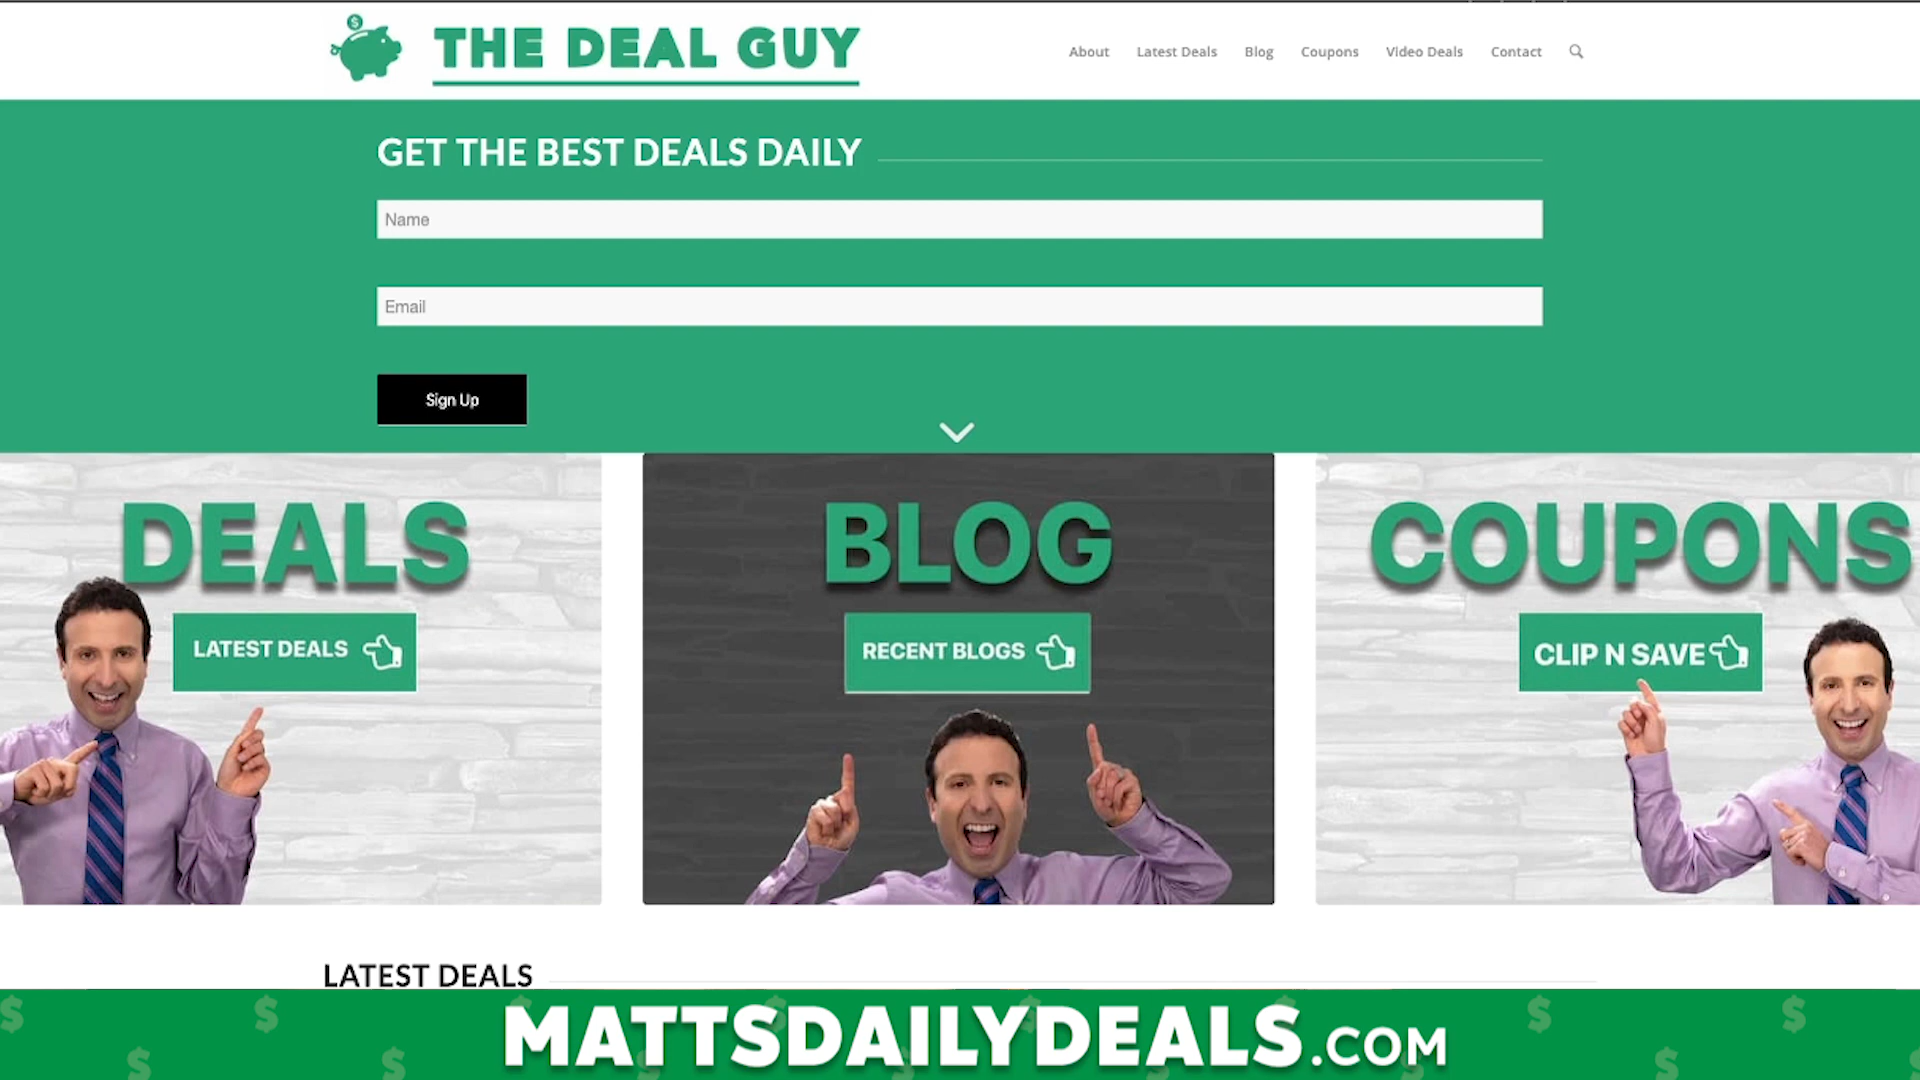 THE DEAL GUY
About Latest Deals Blog Coupons Video Deals Contact
GET THE BEST DEALS DAILY
Name
Email
Sign Up
DEALS
LATEST DEALS
BLOG
RECENT BLOGS
COUPONS
CLIP N SAVE
LATEST DEALS
MATTSDAILYDEALS.COM